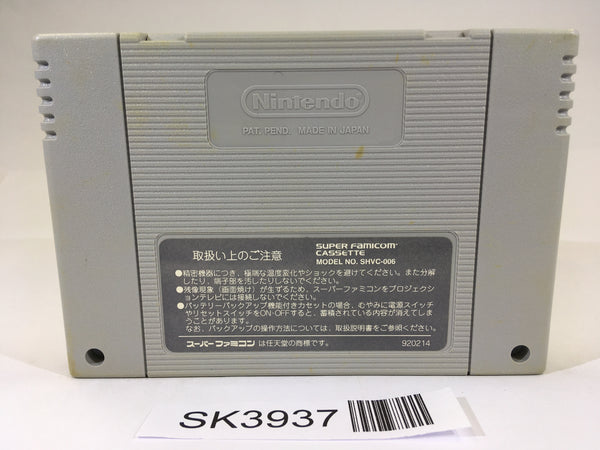 Nintendo
PAT. PEND. MADE IN JAPAN
取扱い上のご注意
SUPER FAMICOM
CASSETTE
MODEL NO. SHVC-006
●精密機器につき、極端な温度変化やショックを避けてください。また分解
したり、端子部を汚したりしないでください。
●残像現象（画面焼け）が生ずるため、スーパーファミコンをプロジェクシ
ョンテレビには接続しないでください。
●バッテリーバックアップ機能付きカセットの場合、むやみに電源スイッチ
やリセットスイッチをON・OFFすると、蓄積されている内容が消えてしま
うことがあります。
なお、バックアップの操作方法については、取扱説明書をご参照ください。
スーパーファミコン は任天堂の商標です。
920214
SK3937